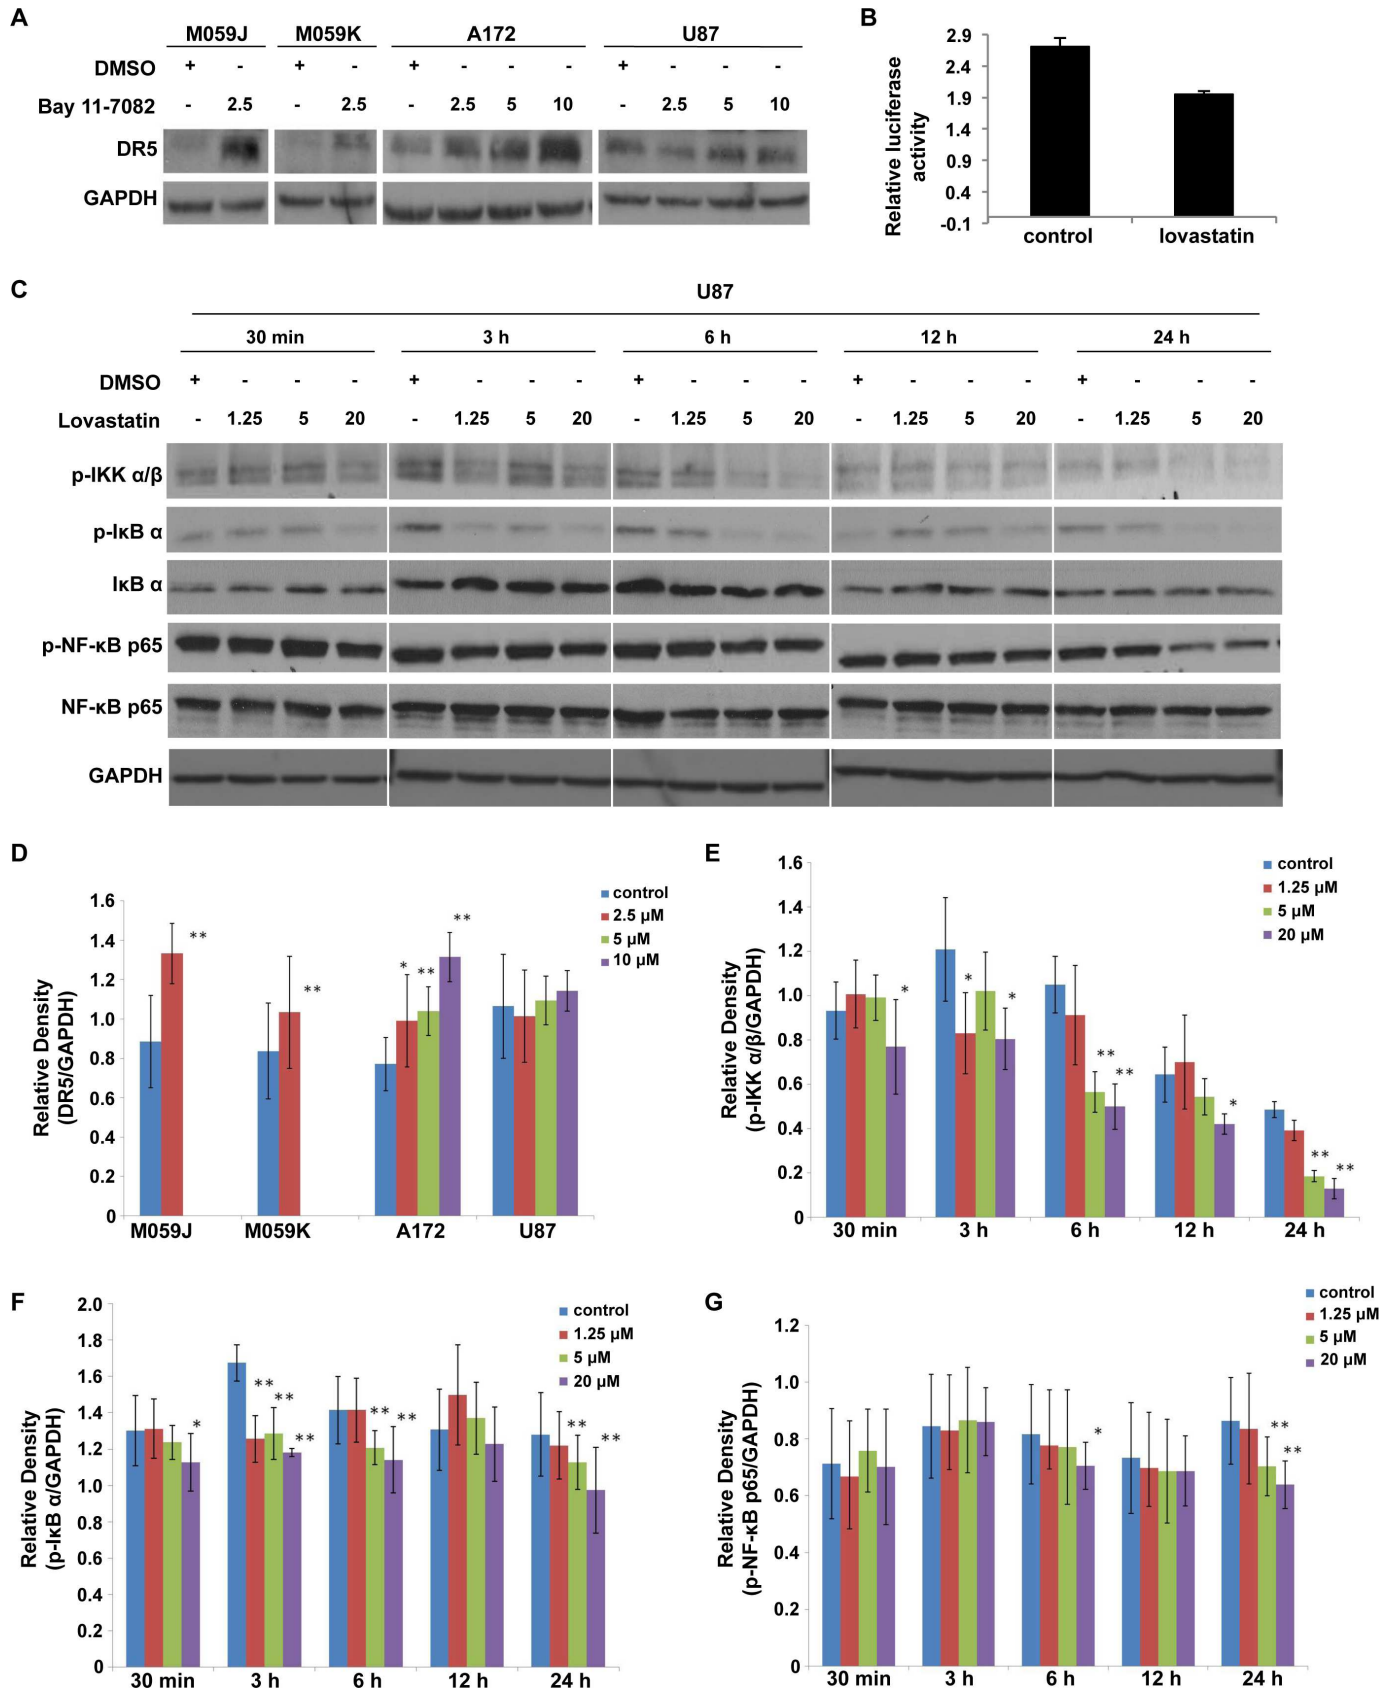 A
M059J M059K A172 U87
DMSO + - + - + - - - + - - -
Bay 11-7082 - 2.5 - 2.5 - 2.5 5 10 - 2.5 5 10
DR5
GAPDH
B
Relative luciferase
activity
2.9
2.4
1.9
1.4
0.9
0.4
-0.1
control lovastatin
C
U87
30 min 3 h 6 h 12 h 24 h
DMSO + - - - + - - - + - - - + - - - + - - -
Lovastatin - 1.25 5 20 - 1.25 5 20 - 1.25 5 20 - 1.25 5 20 - 1.25 5 20
p-IKK α/β
p-IκB α
IκB α
p-NF-κB p65
NF-κB p65
GAPDH
D
Relative Density
(DR5/GAPDH)
1.6
1.4
1.2
1.0
0.8
0.6
0.4
0.2
0
** ** * ** **
control
2.5 µM
5 µM
10 µM
M059J M059K A172 U87
E
Relative Density
(p-IKK α/β/GAPDH)
1.6
1.4
1.2
1.0
0.8
0.6
0.4
0.2
0
* * * ** ** * ** **
control
1.25 µM
5 µM
20 µM
30 min 3 h 6 h 12 h 24 h
F
Relative Density
(p-IκB α/GAPDH)
2.0
1.8
1.6
1.4
1.2
1.0
0.8
0.6
0.4
0.2
0
* ** ** ** ** ** ** **
control
1.25 µM
5 µM
20 µM
30 min 3 h 6 h 12 h 24 h
G
Relative Density
(p-NF-κB p65/GAPDH)
1.2
1.0
0.8
0.6
0.4
0.2
0
* ** **
control
1.25 µM
5 µM
20 µM
30 min 3 h 6 h 12 h 24 h